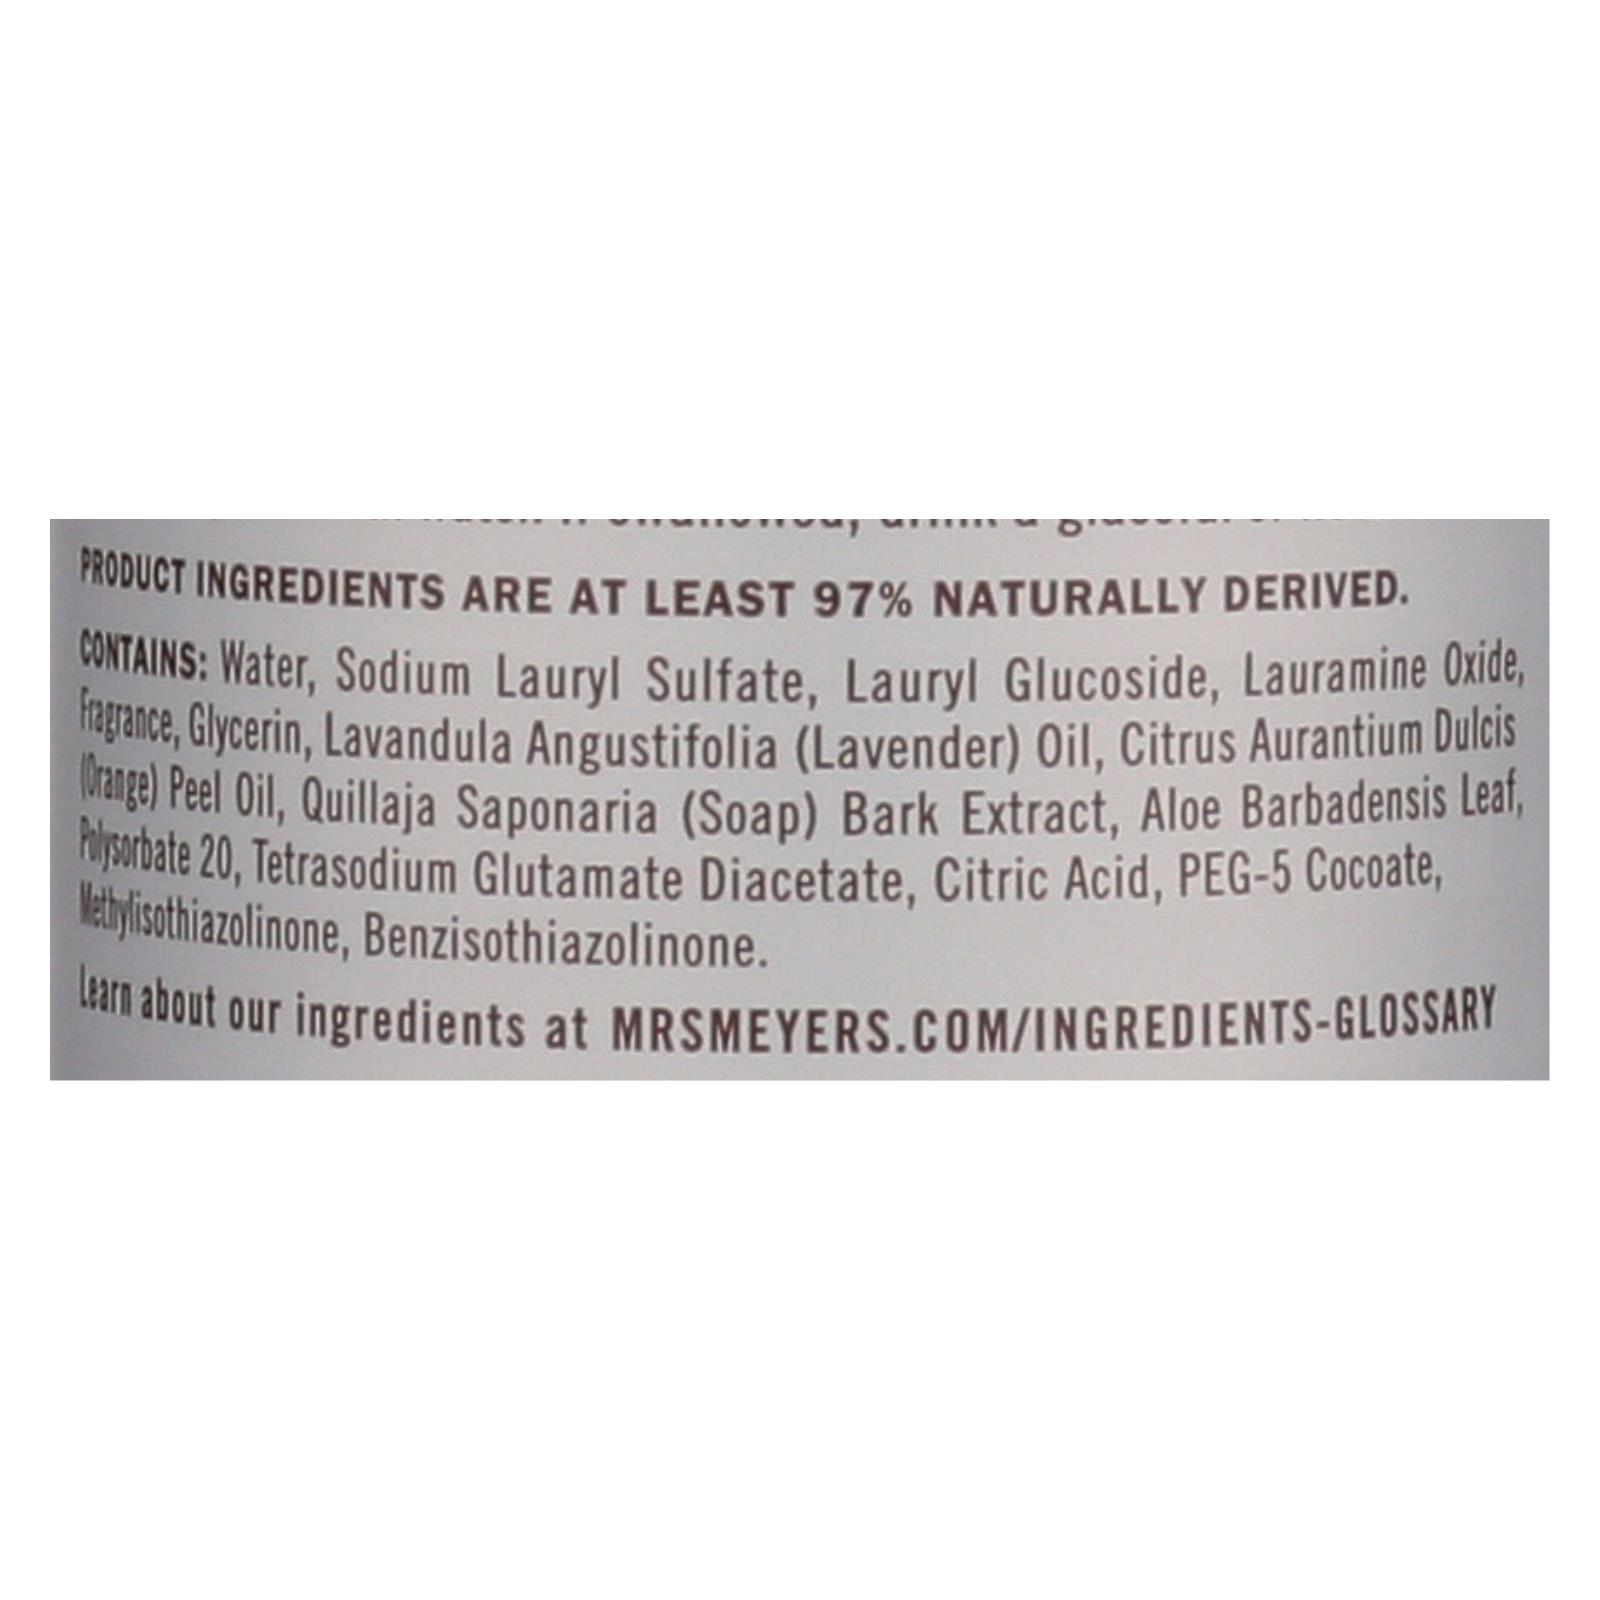 swallowed, drink a glassful
PRODUCT INGREDIENTS ARE AT LEAST 97% NATURALLY DERIVED.
CONTAINS: Water, Sodium Lauryl Sulfate, Lauryl Glucoside, Lauramine Oxide,
Fragrance, Glycerin, Lavandula Angustifolia (Lavender) Oil, Citrus Aurantium Dulcis
(Orange) Peel Oil, Quillaja Saponaria (Soap) Bark Extract, Aloe Barbadensis Leaf,
Polysorbate 20, Tetrasodium Glutamate Diacetate, Citric Acid, PEG-5 Cocoate,
Methylisothiazolinone, Benzisothiazolinone.
Learn about our ingredients at MRSMEYERS.COM/INGREDIENTS-GLOSSARY